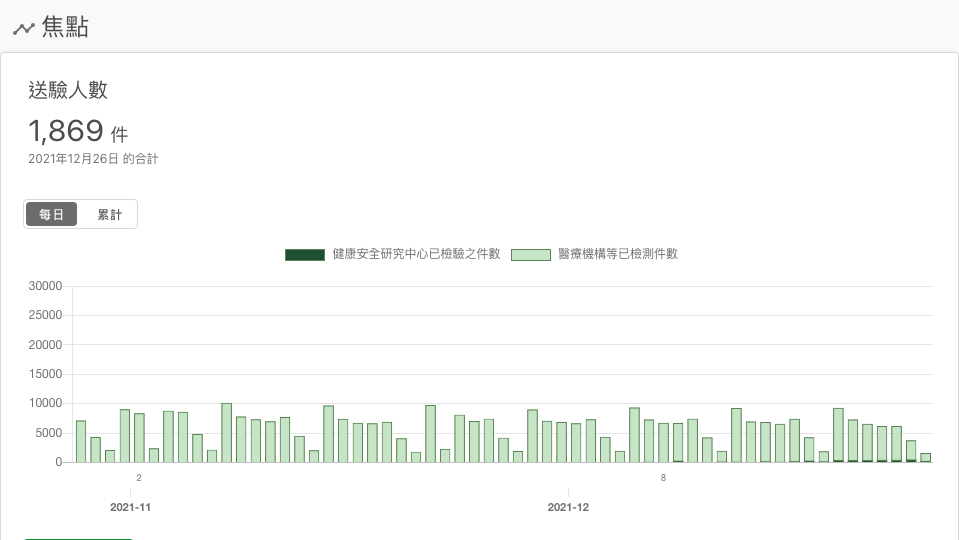 焦點
送驗人數
1,869 件
2021年12月26日 的合計
每日 累計
健康安全研究中心已檢驗之件數 醫療機構等已檢測件數
30000
25000
20000
15000
10000
5000
0
2 8
2021-11 2021-12